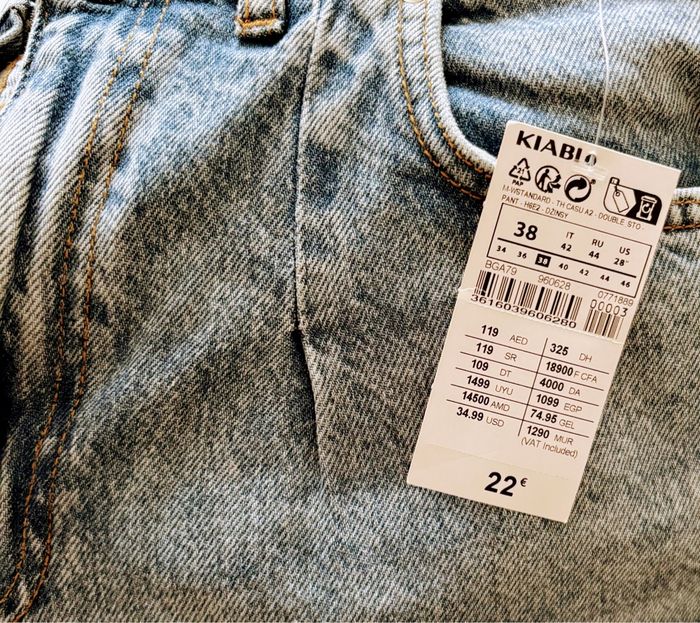 KIABI
PAP
M-WSTANDARD - TH CASU A2 - DOUBLE STO -
PANT - H6E2 - DZINSY
38 IT RU US
42 44 28"
34 36 38 40 42 44 46
BGA79 960628 0771889
3616039960628 0 00003
119 AED 325 DH
119 SR 18900 F CFA
109 DT 4000 DA
1499 UYU 1099 EGP
14500 AMD 74.95 GEL
34.99 USD 1290 MUR
(VAT Included)
22 €